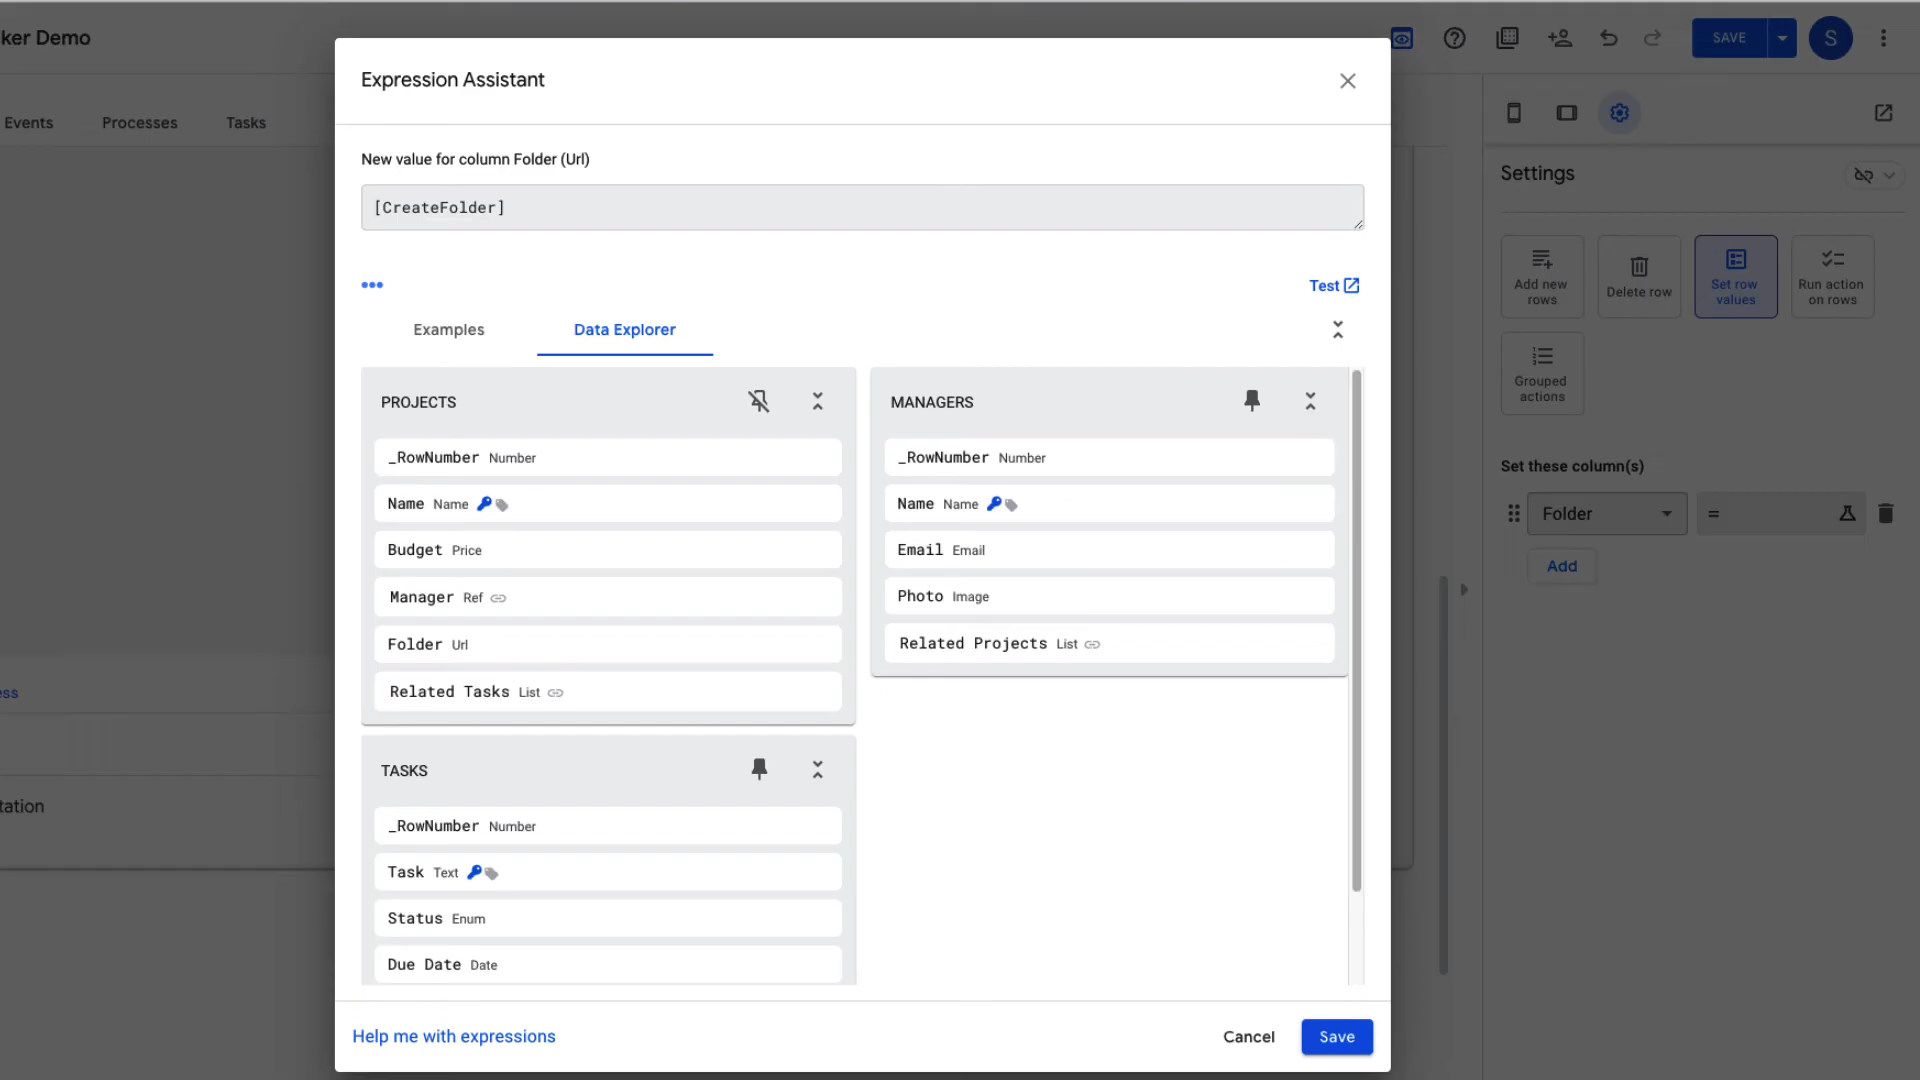 ker Demo
SAVE
S
Events
Processes
Tasks
Expression Assistant
New value for column Folder (Url)
[CreateFolder]
Test
Examples
Data Explorer
PROJECTS
_RowNumber Number
Name Name
Budget Price
Manager Ref
Folder Url
Related Tasks List
MANAGERS
_RowNumber Number
Name Name
Email Email
Photo Image
Related Projects List
TASKS
_RowNumber Number
Task Text
Status Enum
Due Date Date
Help me with expressions
Cancel
Save
Settings
Add new
rows
Delete row
Set row
values
Run action
on rows
Grouped
actions
Set these column(s)
Folder
=
Add
ess
tation